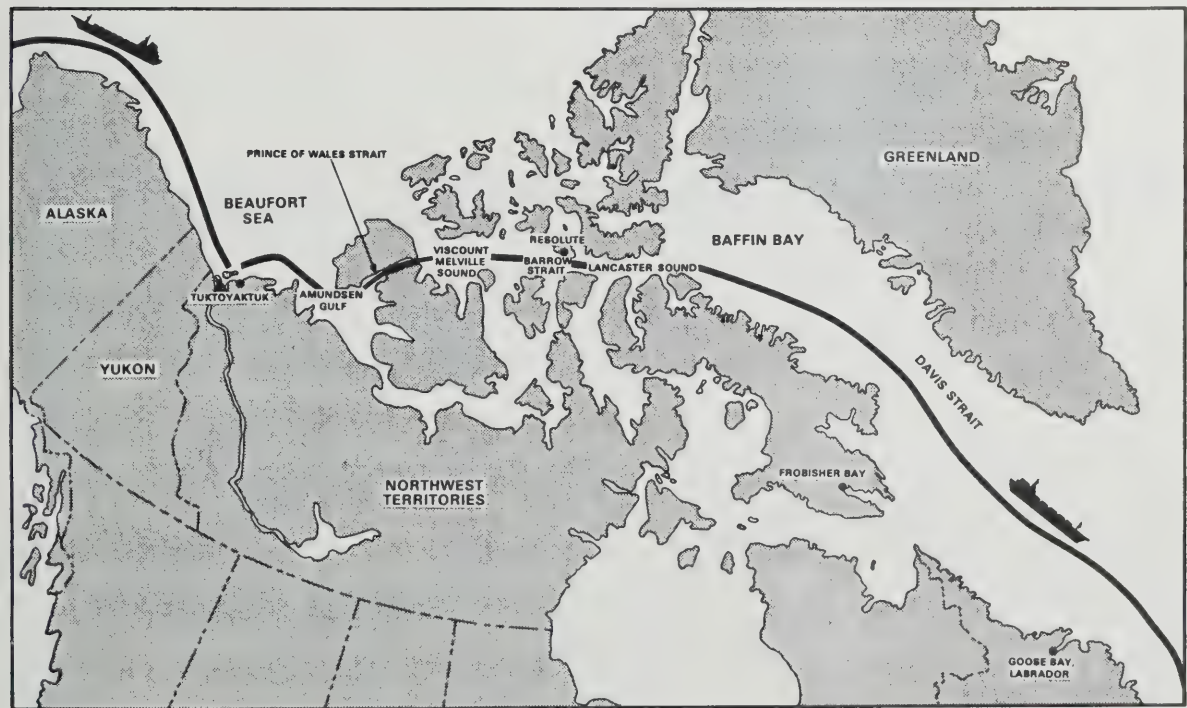 PRINCE OF WALES STRAIT
GREENLAND
ALASKA
BEAUFORT
SEA
RESOLUTE
BAFFIN BAY
VISCOUNT
MELVILLE
SOUND
BARROW
STRAIT
LANCASTER SOUND
TUKTOYAKTUK
AMUNDSEN
GULF
YUKON
DAVIS STRAIT
FROBISHER BAY
NORTHWEST
TERRITORIES
GOOSE BAY,
LABRADOR